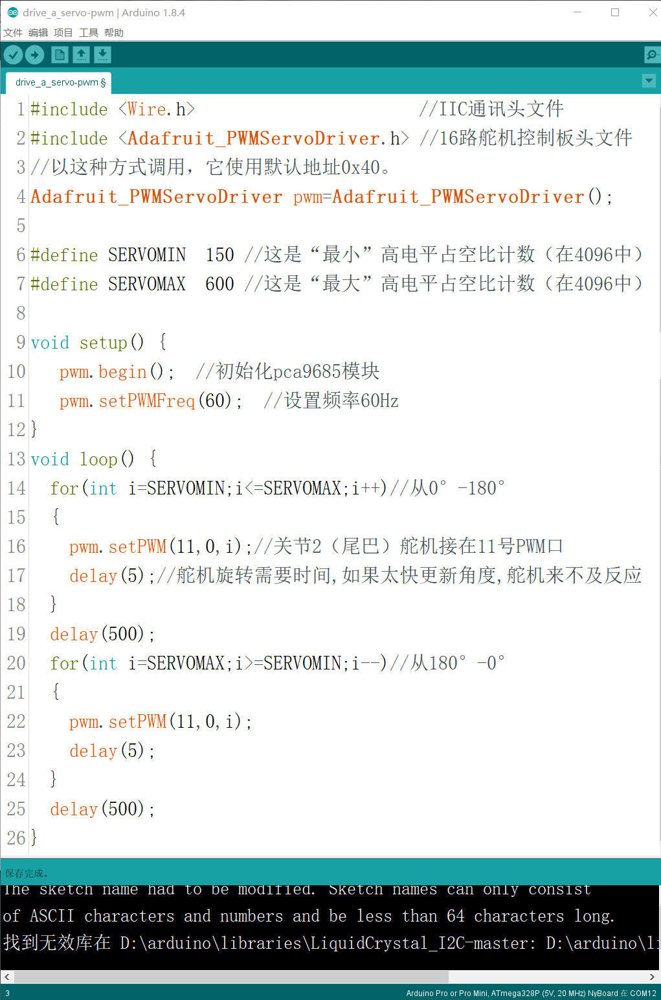 drive_a_servo-pwm | Arduino 1.8.4
文件 编辑 项目 工具 帮助
drive_a_servo-pwm §
1 #include <Wire.h> //IIC通讯头文件
2 #include <Adafruit_PWMServoDriver.h> //16路舵机控制板头文件
3 //以这种方式调用，它使用默认地址0x40。
4 Adafruit_PWMServoDriver pwm=Adafruit_PWMServoDriver();
5
6 #define SERVOMIN 150 //这是“最小”高电平占空比计数（在4096中）
7 #define SERVOMAX 600 //这是“最大”高电平占空比计数（在4096中）
8
9 void setup() {
10 pwm.begin(); //初始化pca9685模块
11 pwm.setPWMFreq(60); //设置频率60Hz
12 }
13 void loop() {
14 for(int i=SERVOMIN;i<=SERVOMAX;i++)//从0°-180°
15 {
16 pwm.setPWM(11,0,i);//关节2（尾巴）舵机接在11号PWM口
17 delay(5);//舵机旋转需要时间,如果太快更新角度,舵机来不及反应
18 }
19 delay(500);
20 for(int i=SERVOMAX;i>=SERVOMIN;i--)//从180°-0°
21 {
22 pwm.setPWM(11,0,i);
23 delay(5);
24 }
25 delay(500);
26 }
保存完成。
The sketch name had to be modified. Sketch names can only consist
of ASCII characters and numbers and be less than 64 characters long.
找到无效库在 D:\arduino\libraries\LiquidCrystal_I2C-master: D:\arduino\li
3 Arduino Pro or Pro Mini, ATmega328P (5V, 20 MHz) NyBoard 在 COM12